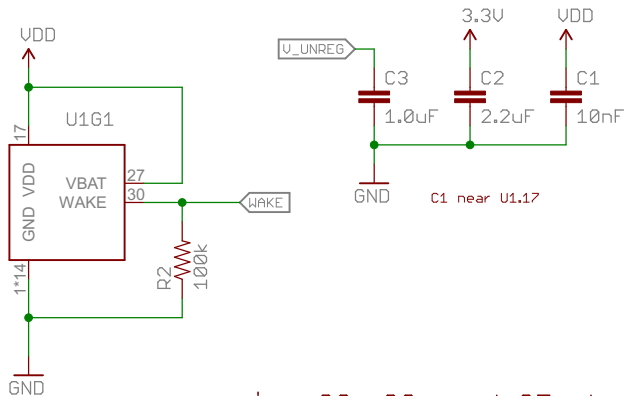 VDD
3.3V
VDD
V_UNREG
C3
C2
C1
1.0uF
2.2uF
10nF
17
U1G1
VDD
GND
VBAT
27
WAKE
30
WAKE
GND
C1 near U1.17
1*14
R2
100k
GND